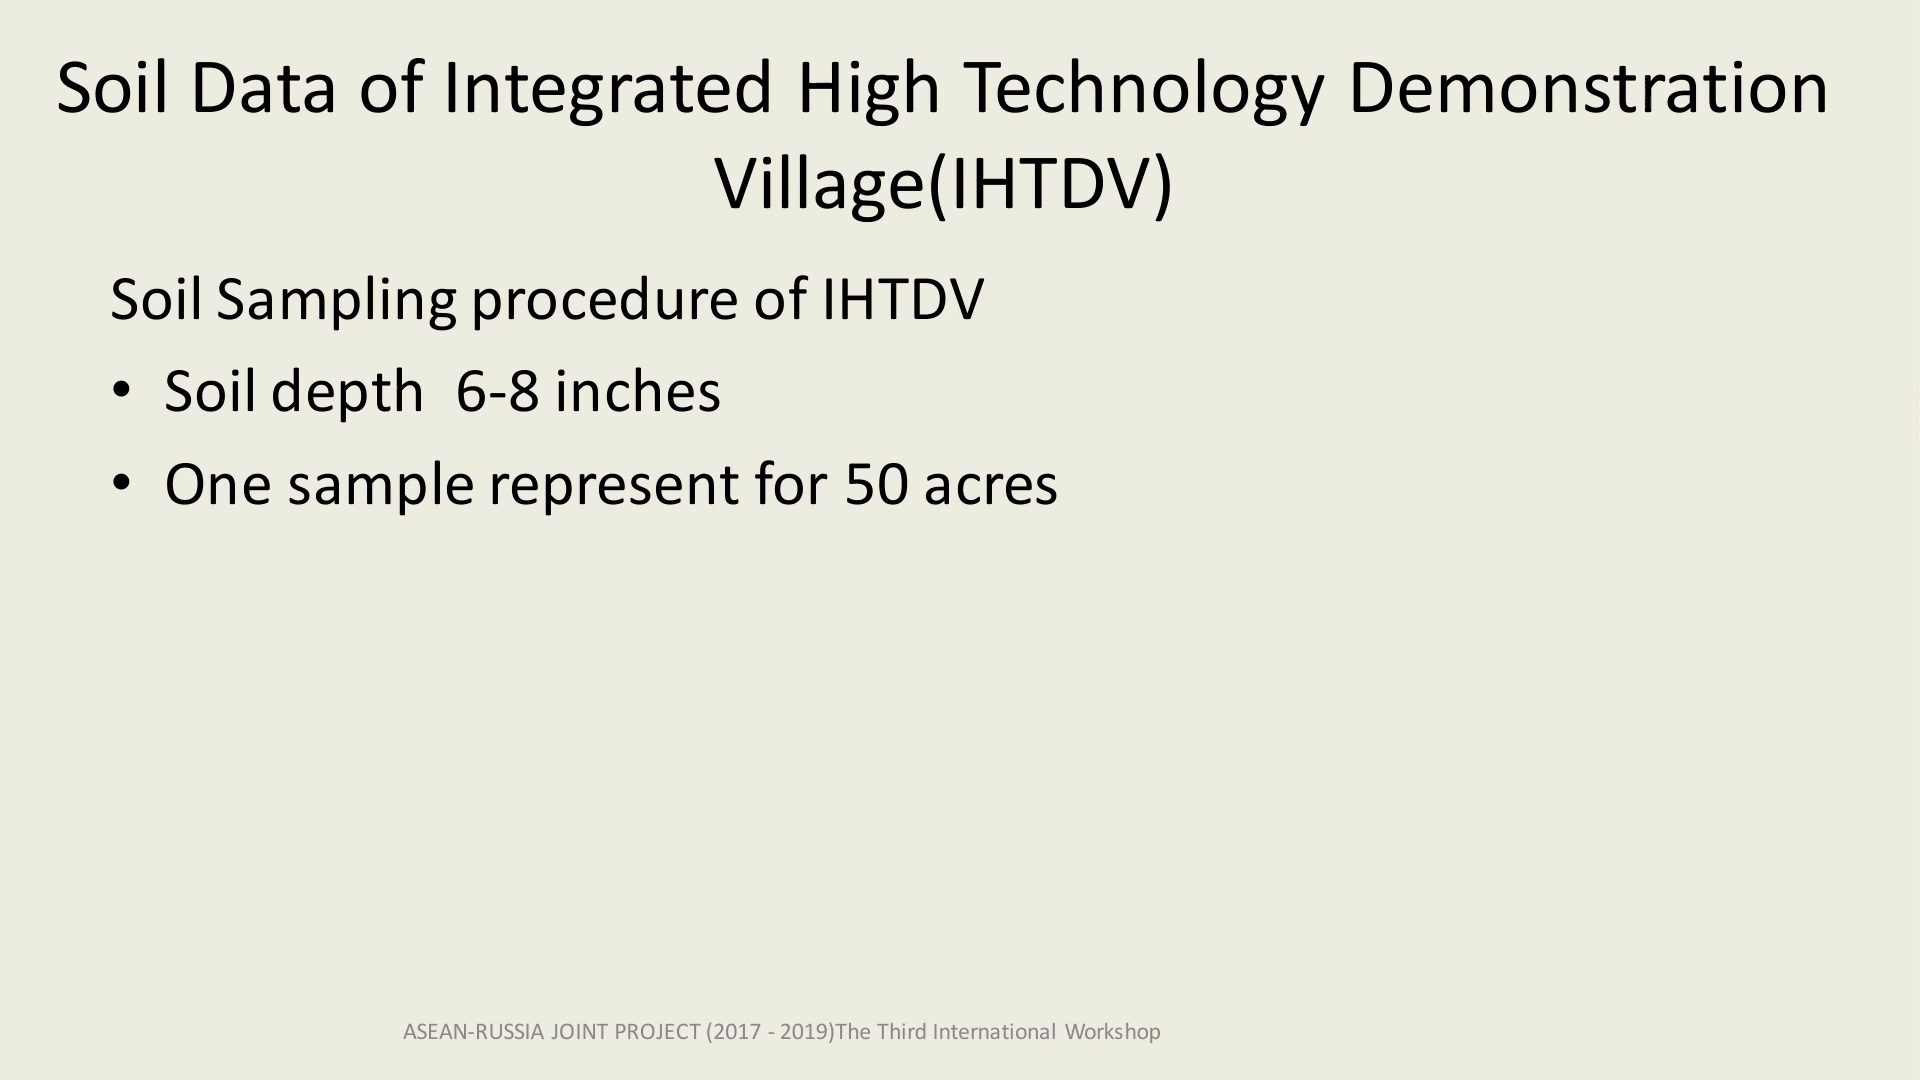 Soil Data of Integrated High Technology Demonstration
Village(IHTDV)
Soil Sampling procedure of IHTDV
• Soil depth  6-8 inches
• One sample represent for 50 acres
ASEAN-RUSSIA JOINT PROJECT (2017 - 2019)The Third International Workshop